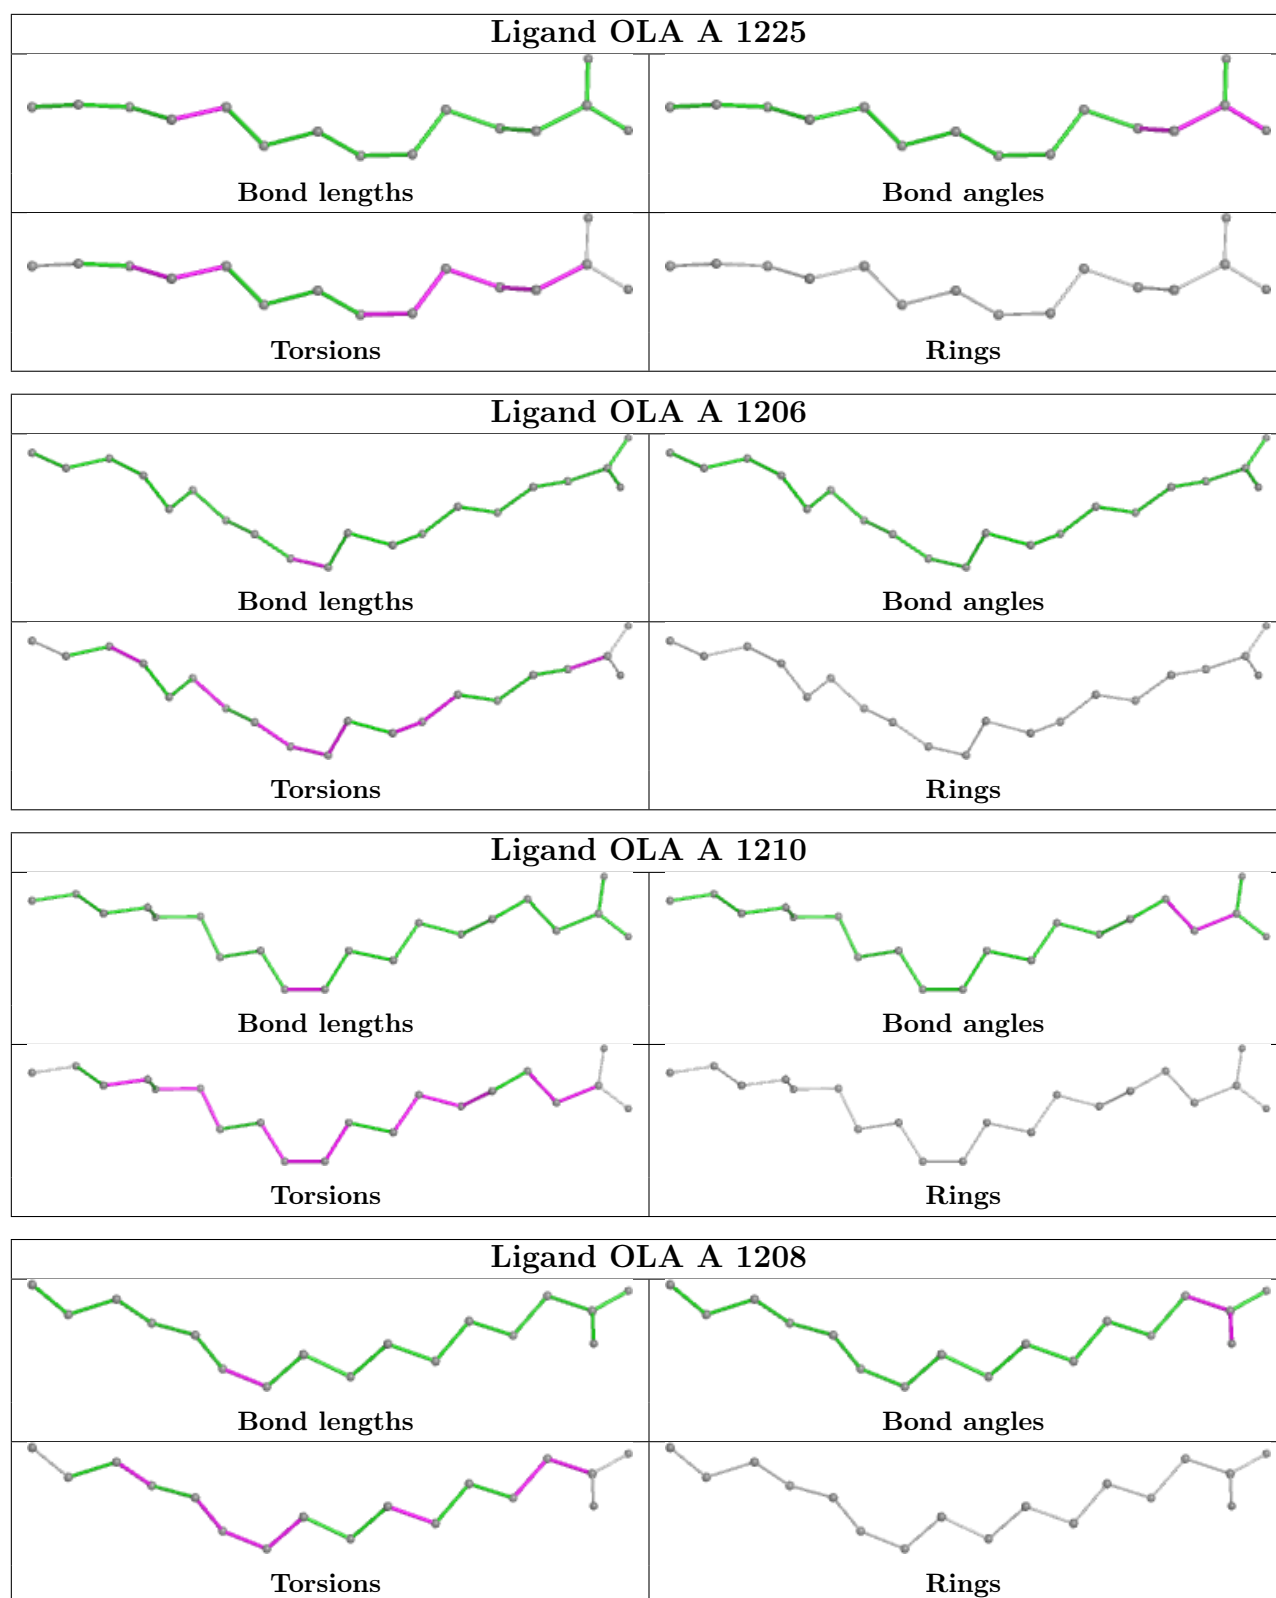 Ligand OLA A 1225
Bond lengths
Bond angles
Torsions
Rings
Ligand OLA A 1206
Bond lengths
Bond angles
Torsions
Rings
Ligand OLA A 1210
Bond lengths
Bond angles
Torsions
Rings
Ligand OLA A 1208
Bond lengths
Bond angles
Torsions
Rings